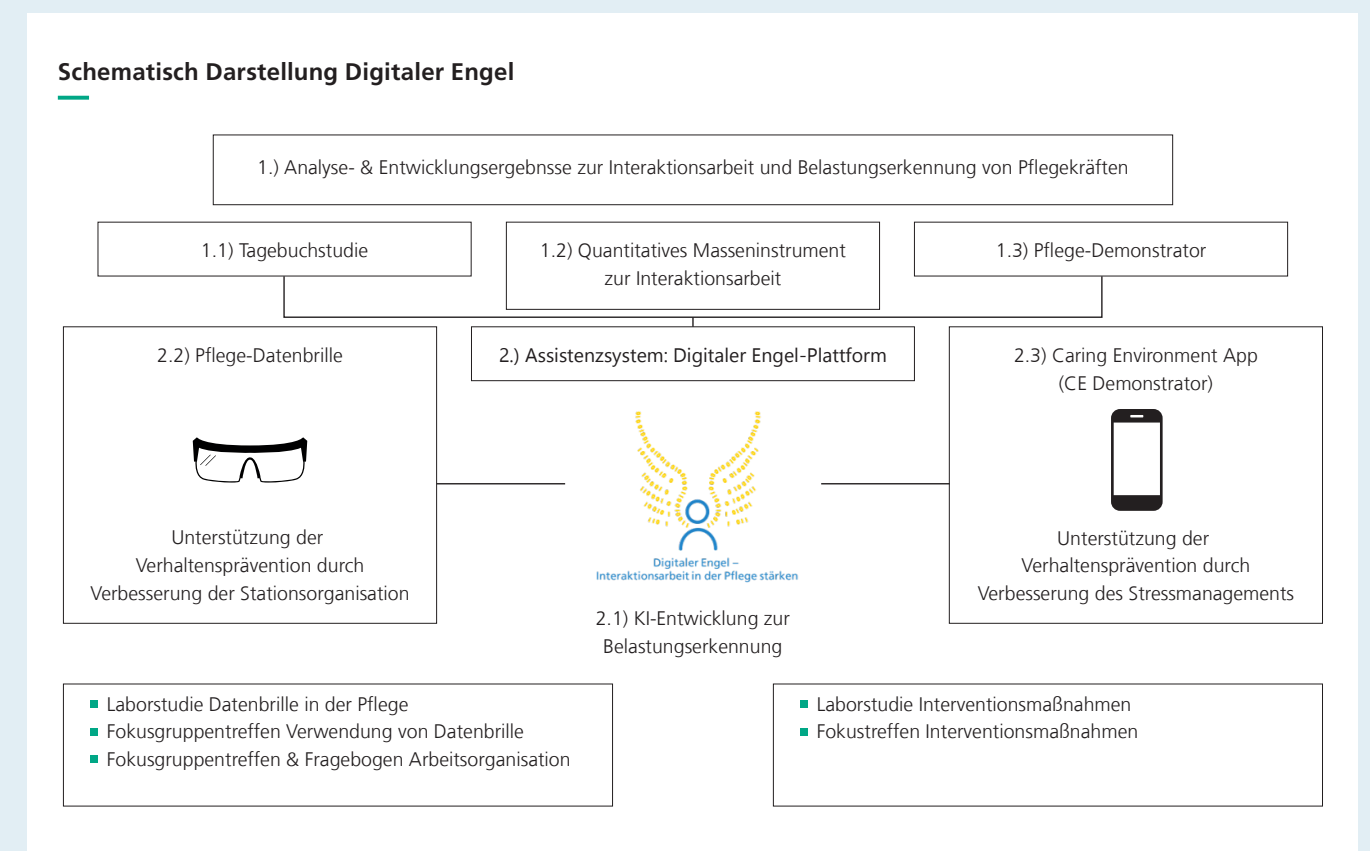 Schematisch Darstellung Digitaler Engel
1.) Analyse- & Entwicklungsergebnsse zur Interaktionsarbeit und Belastungserkennung von Pflegekräften
1.1) Tagebuchstudie
1.2) Quantitatives Masseninstrument
zur Interaktionsarbeit
1.3) Pflege-Demonstrator
2.2) Pflege-Datenbrille
Unterstützung der
Verhaltensprävention durch
Verbesserung der Stationsorganisation
2.) Assistenzsystem: Digitaler Engel-Plattform
Digitaler Engel –
Interaktionsarbeit in der Pflege stärken
2.1) KI-Entwicklung zur
Belastungserkennung
2.3) Caring Environment App
(CE Demonstrator)
Unterstützung der
Verhaltensprävention durch
Verbesserung des Stressmanagements
Laborstudie Datenbrille in der Pflege
Fokusgruppentreffen Verwendung von Datenbrille
Fokusgruppentreffen & Fragebogen Arbeitsorganisation
Laborstudie Interventionsmaßnahmen
Fokustreffen Interventionsmaßnahmen